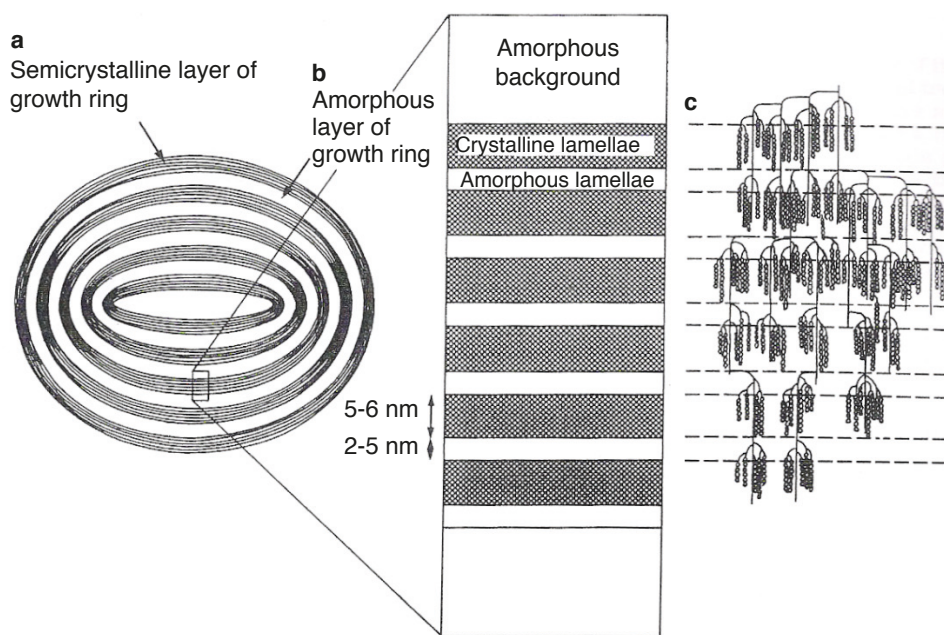 a
Semicrystalline layer of
growth ring
b
Amorphous
layer of
growth ring
Amorphous
background
Crystalline lamellae
Amorphous lamellae
5-6 nm
2-5 nm
c